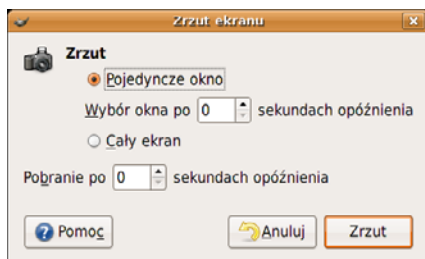 Zrzut ekranu
Zrzut
Pojedyncze okno
Wybór okna po 0 sekundach opóźnienia
Cały ekran
Pobranie po 0 sekundach opóźnienia
Pomoc Anuluj Zrzut